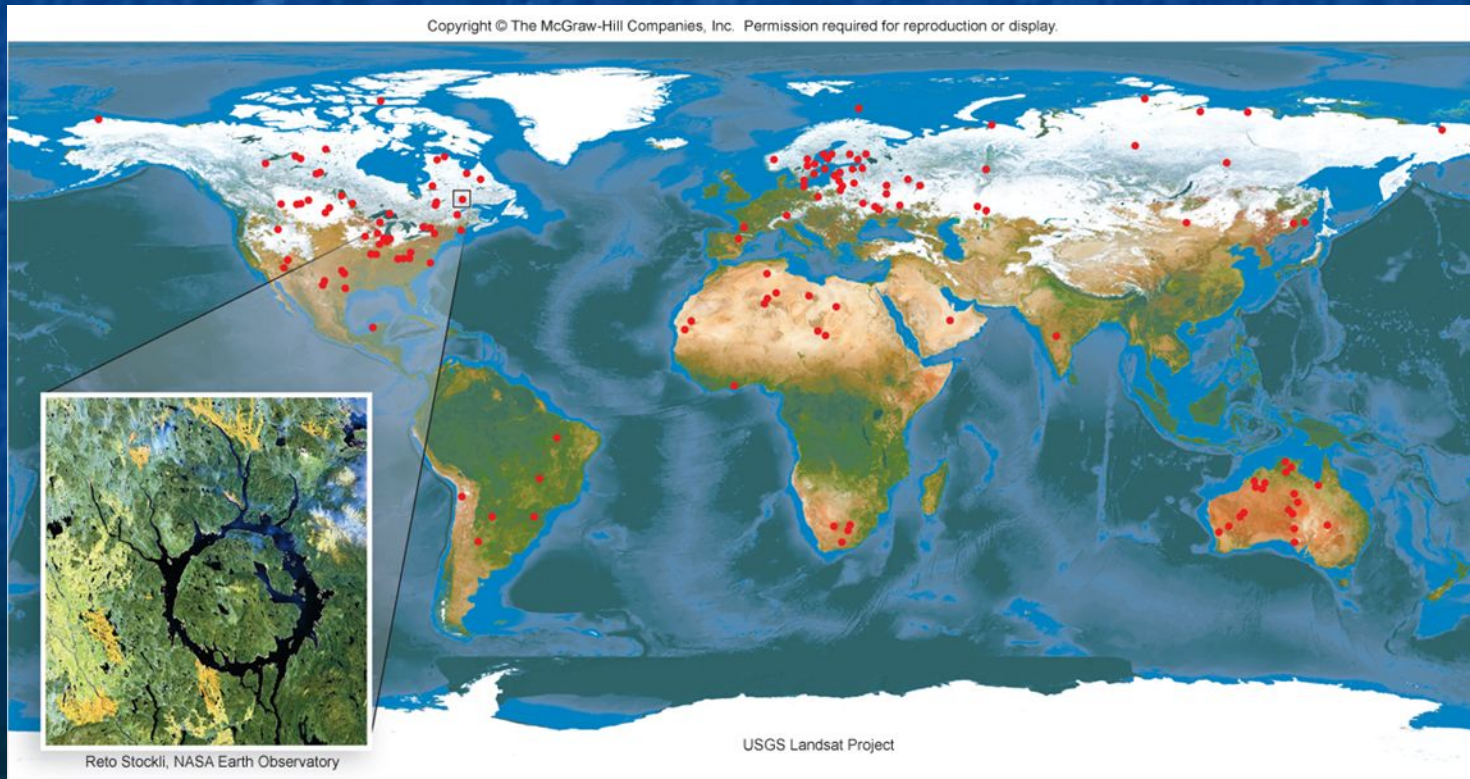 Copyright © The McGraw-Hill Companies, Inc.  Permission required for reproduction or display.
USGS Landsat Project
Reto Stockli, NASA Earth Observatory